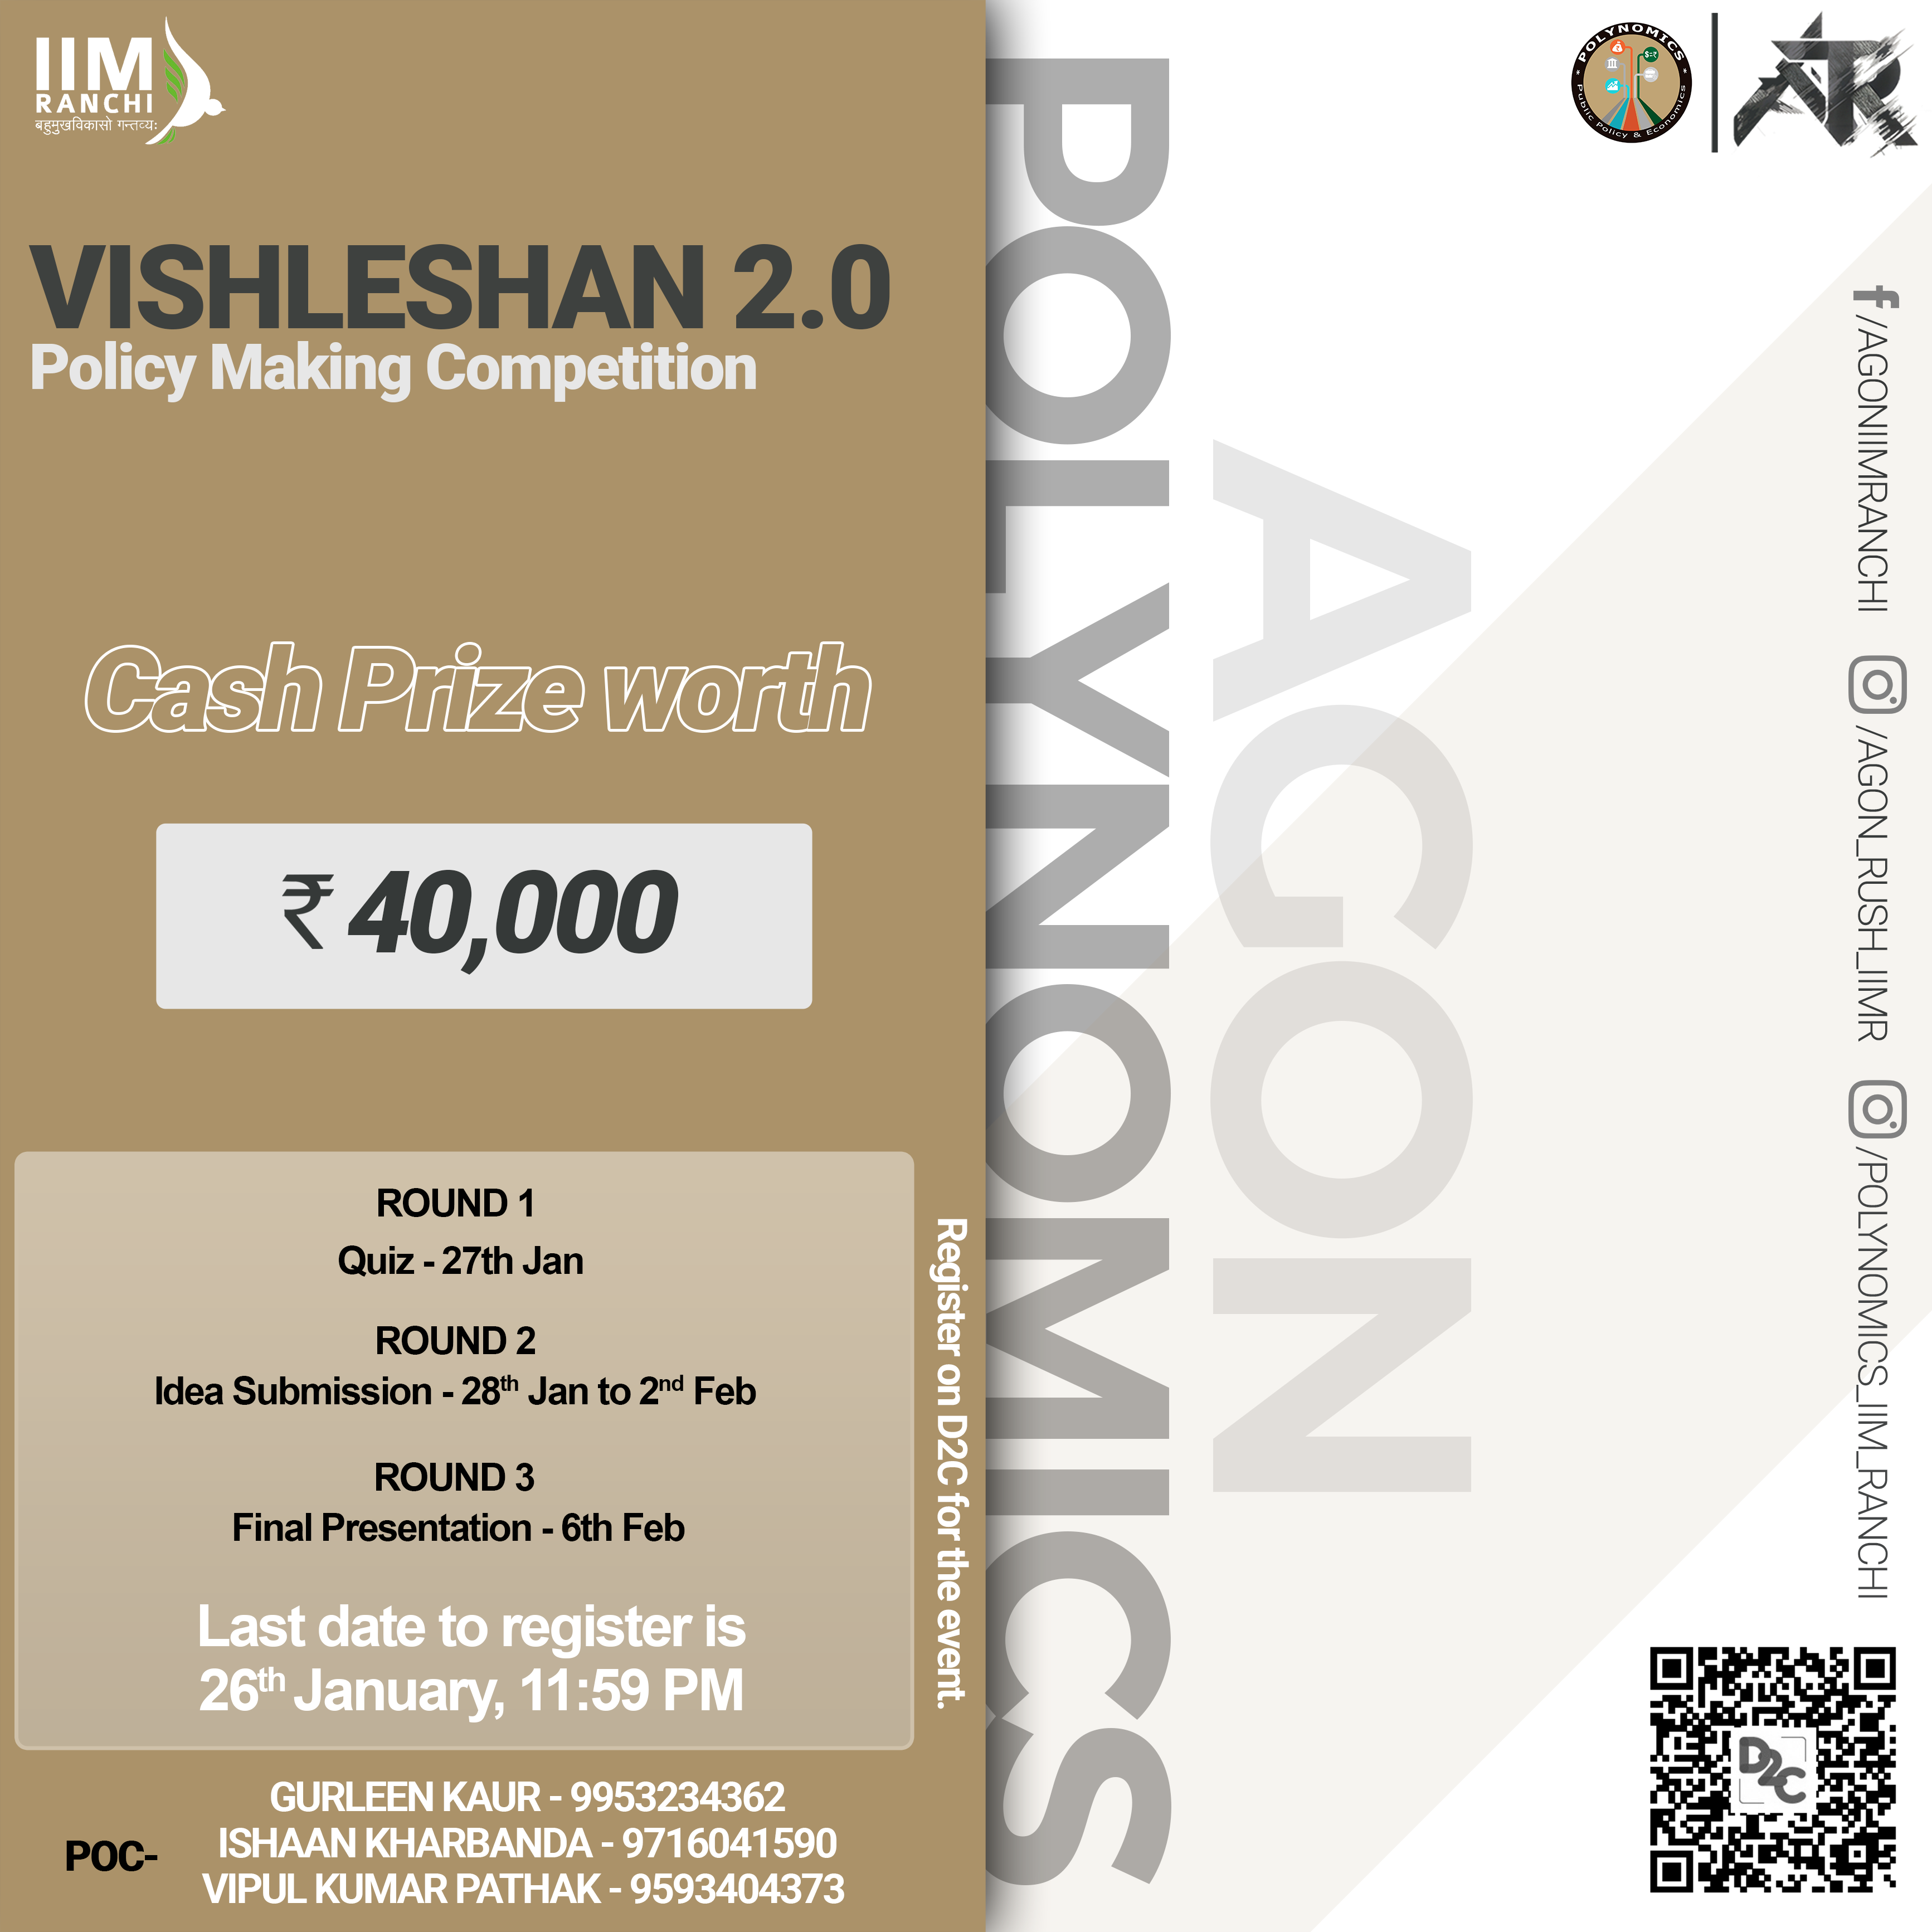 IIM
RANCHI
बहुमुखविकासो गन्तव्यः
POLYNOMICS
Public Policy & Economics
AR
VISHLESHAN 2.0
Policy Making Competition
Cash Prize worth
₹ 40,000
ROUND 1
Quiz - 27th Jan
ROUND 2
Idea Submission - 28th Jan to 2nd Feb
ROUND 3
Final Presentation - 6th Feb
Last date to register is
26th January, 11:59 PM
Register on D2C for the event.
POC-
GURLEEN KAUR - 9953234362
ISHAAN KHARBANDA - 9716041590
VIPUL KUMAR PATHAK - 9593404373
POLYNOMICS
AGON
f /AGONIIMRANCHI
/AGON_RUSH_IIMR
/POLYNOMICS_IIM_RANCHI
D2C